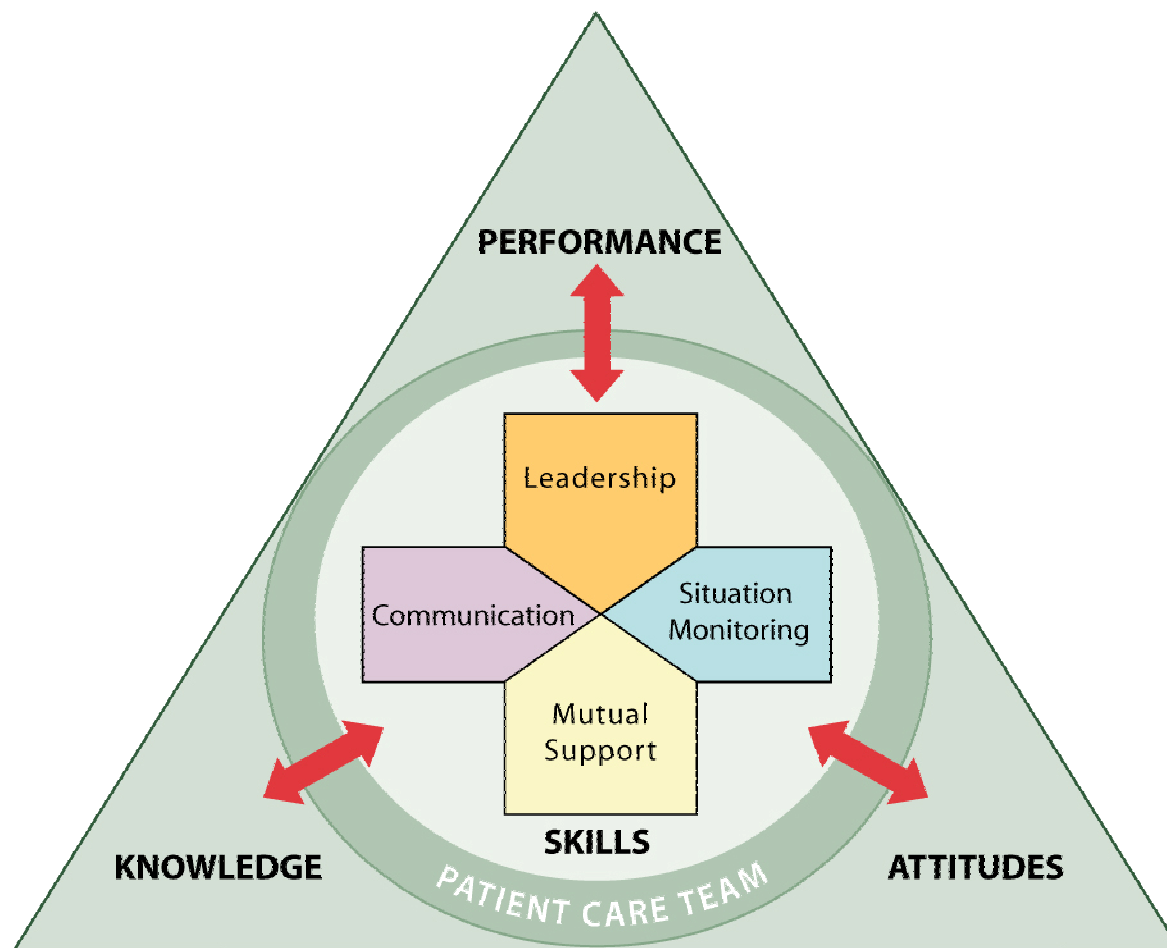 PERFORMANCE
Leadership
Communication
Situation
Monitoring
Mutual
Support
SKILLS
KNOWLEDGE
ATTITUDES
PATIENT CARE TEAM